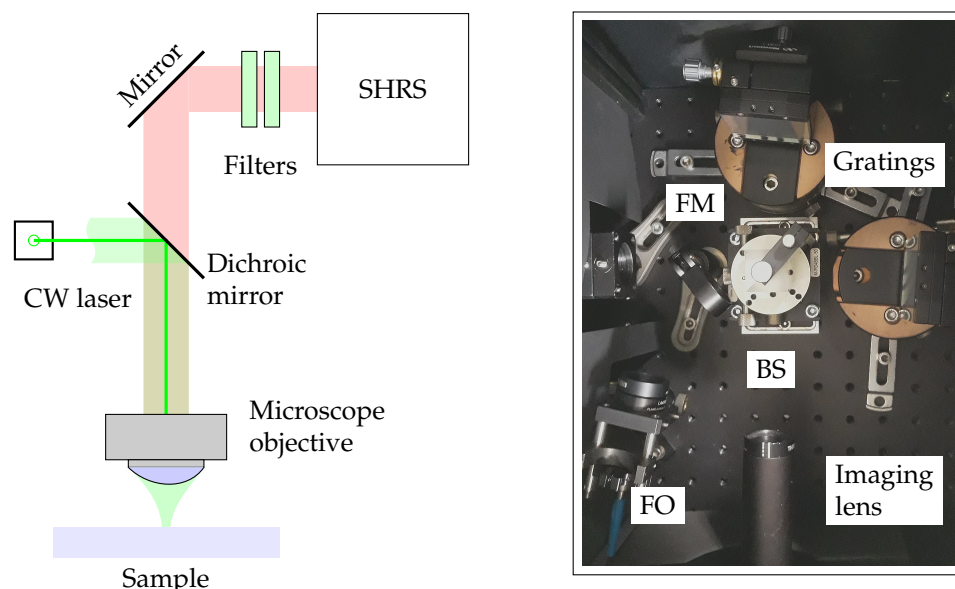 Mirror
SHRS
Filters
CW laser
Dichroic
mirror
Microscope
objective
Sample
Gratings
FM
BS
FO
Imaging
lens